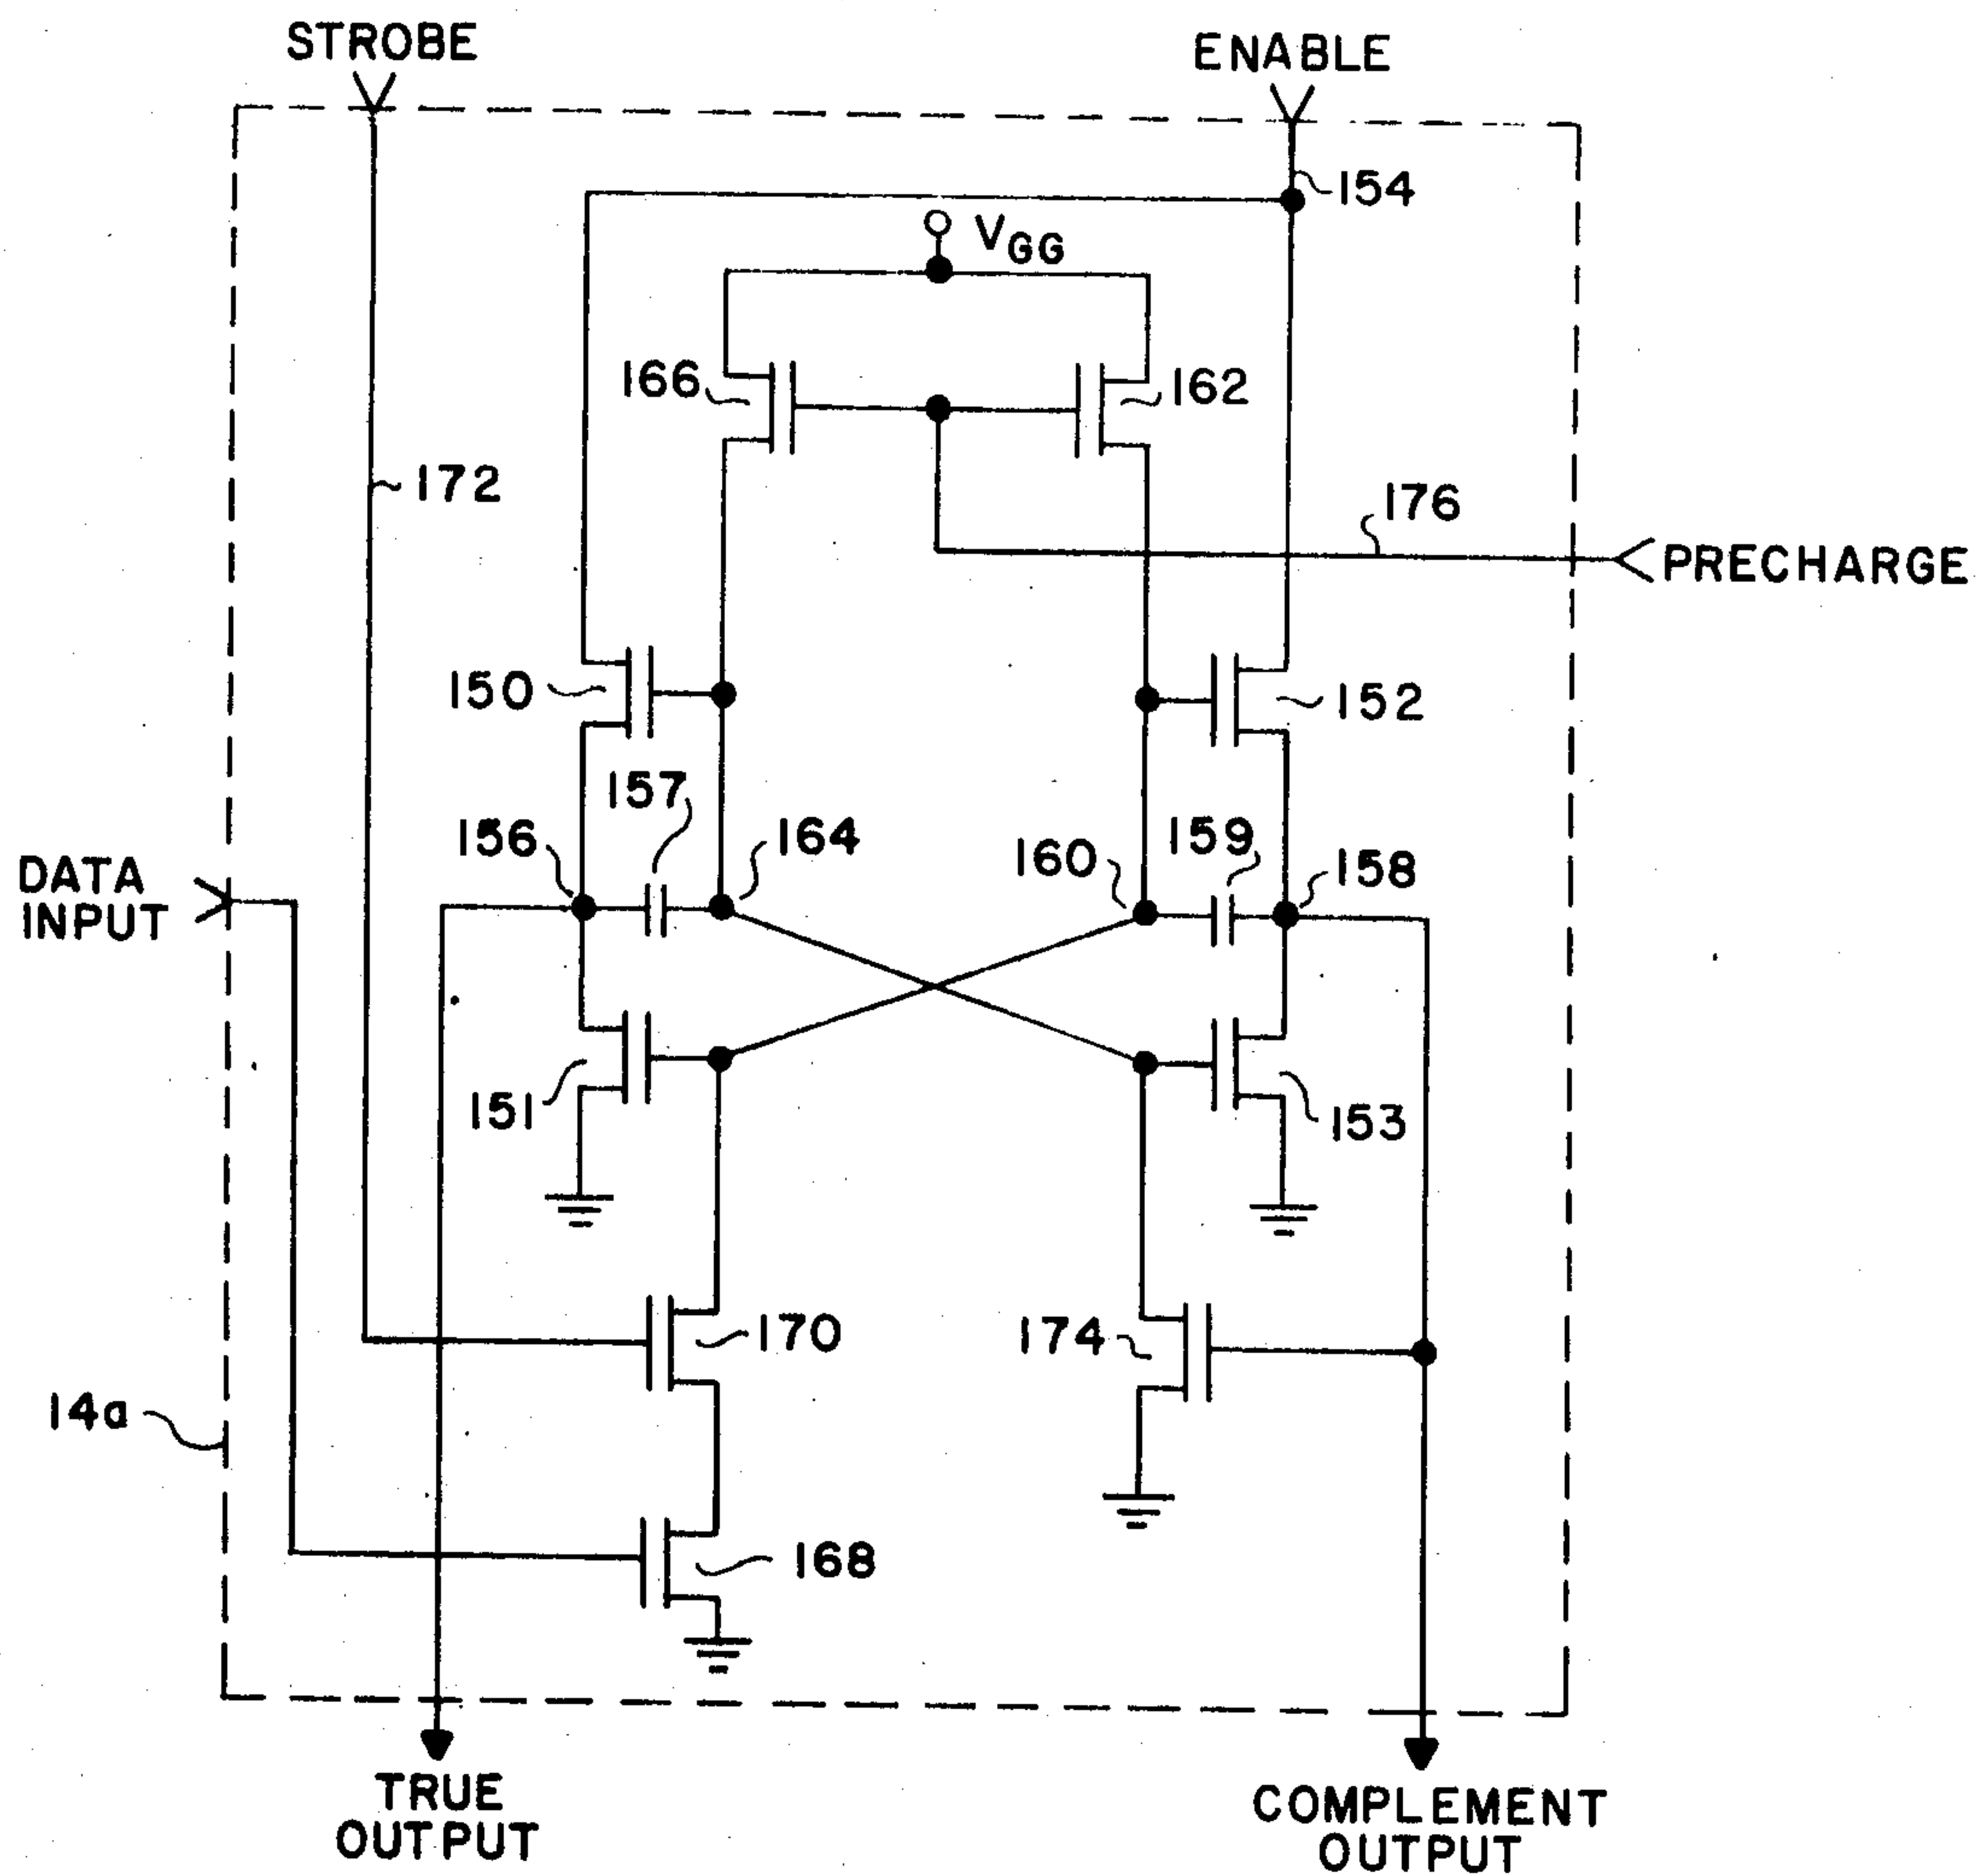 STROBE
ENABLE
154
VGG
166
162
172
176
PRECHARGE
150
152
157
156
164
160
159
158
DATA
INPUT
151
153
170
174
14a
168
TRUE
OUTPUT
COMPLEMENT
OUTPUT